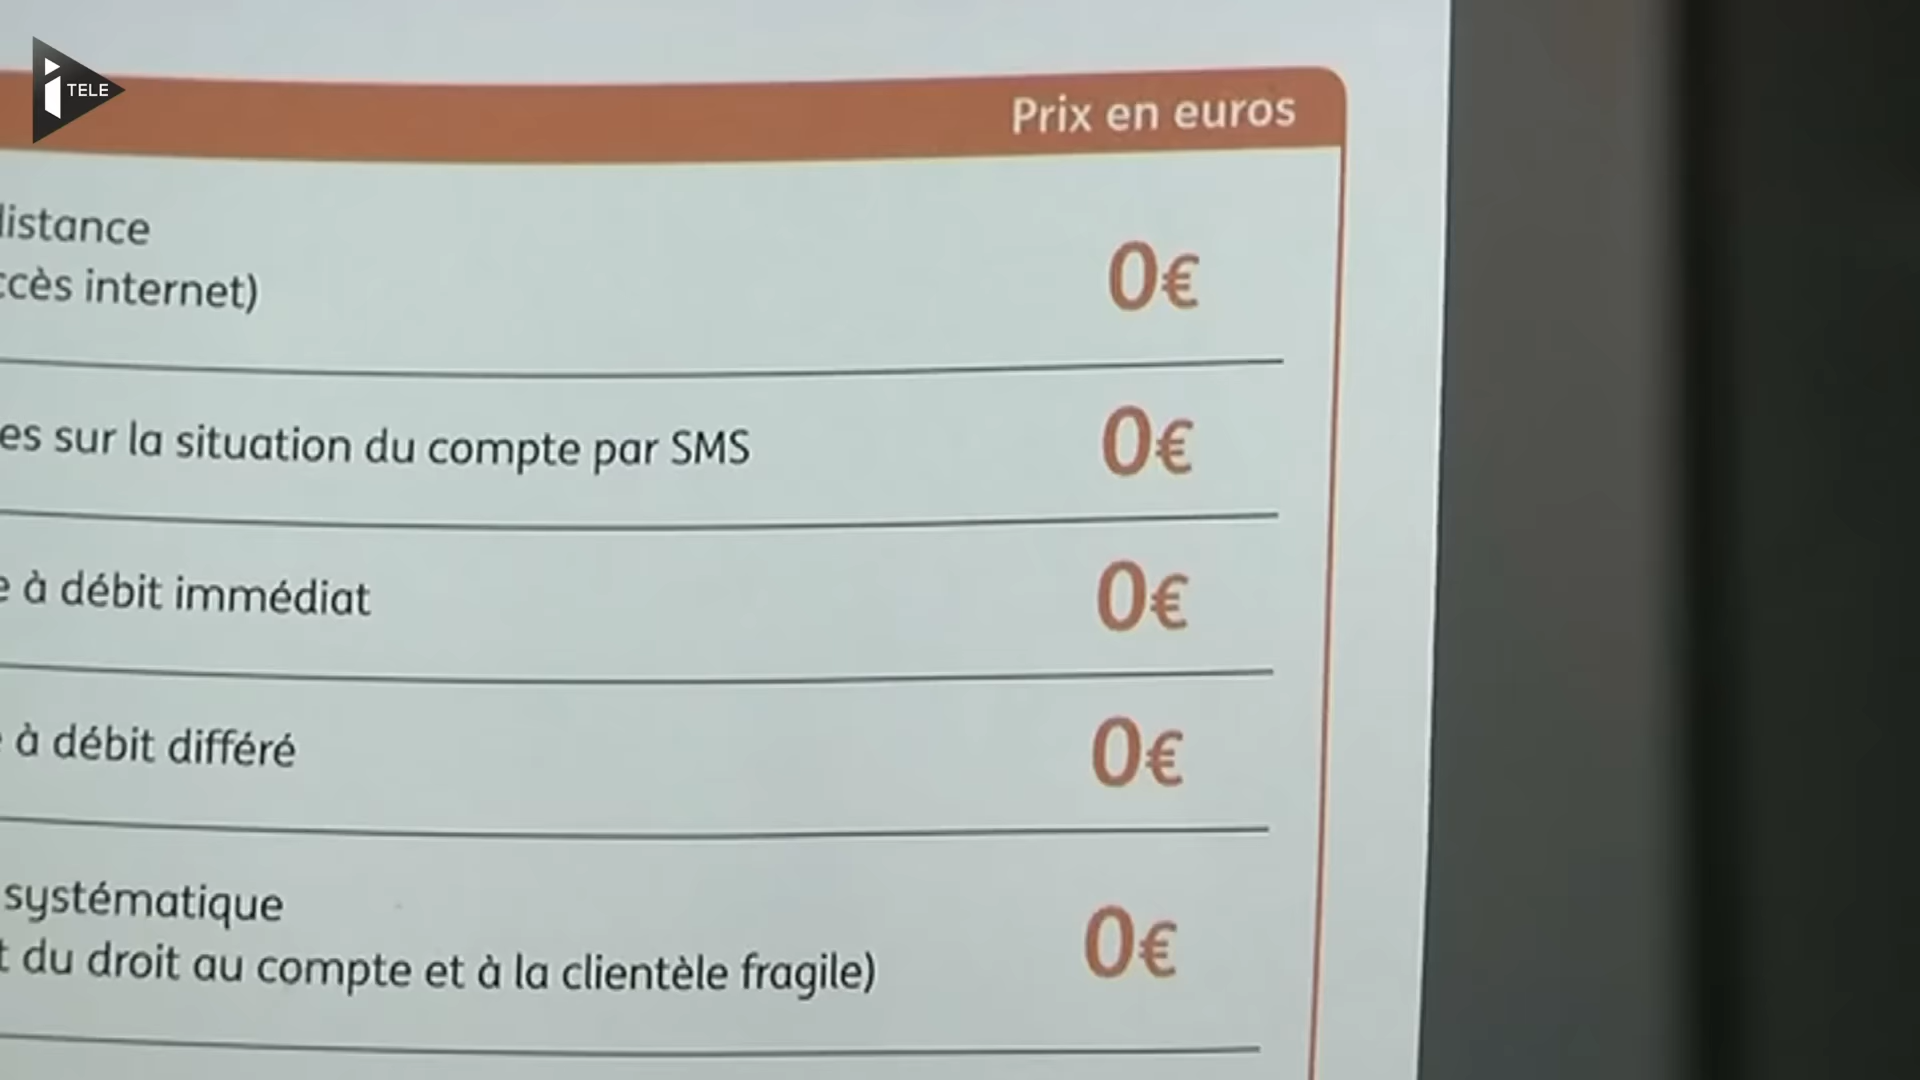 i TELE
Prix en euros
distance
ccès internet)
0€
es sur la situation du compte par SMS
0€
à débit immédiat
0€
à débit différé
0€
systématique
du droit au compte et à la clientèle fragile)
0€